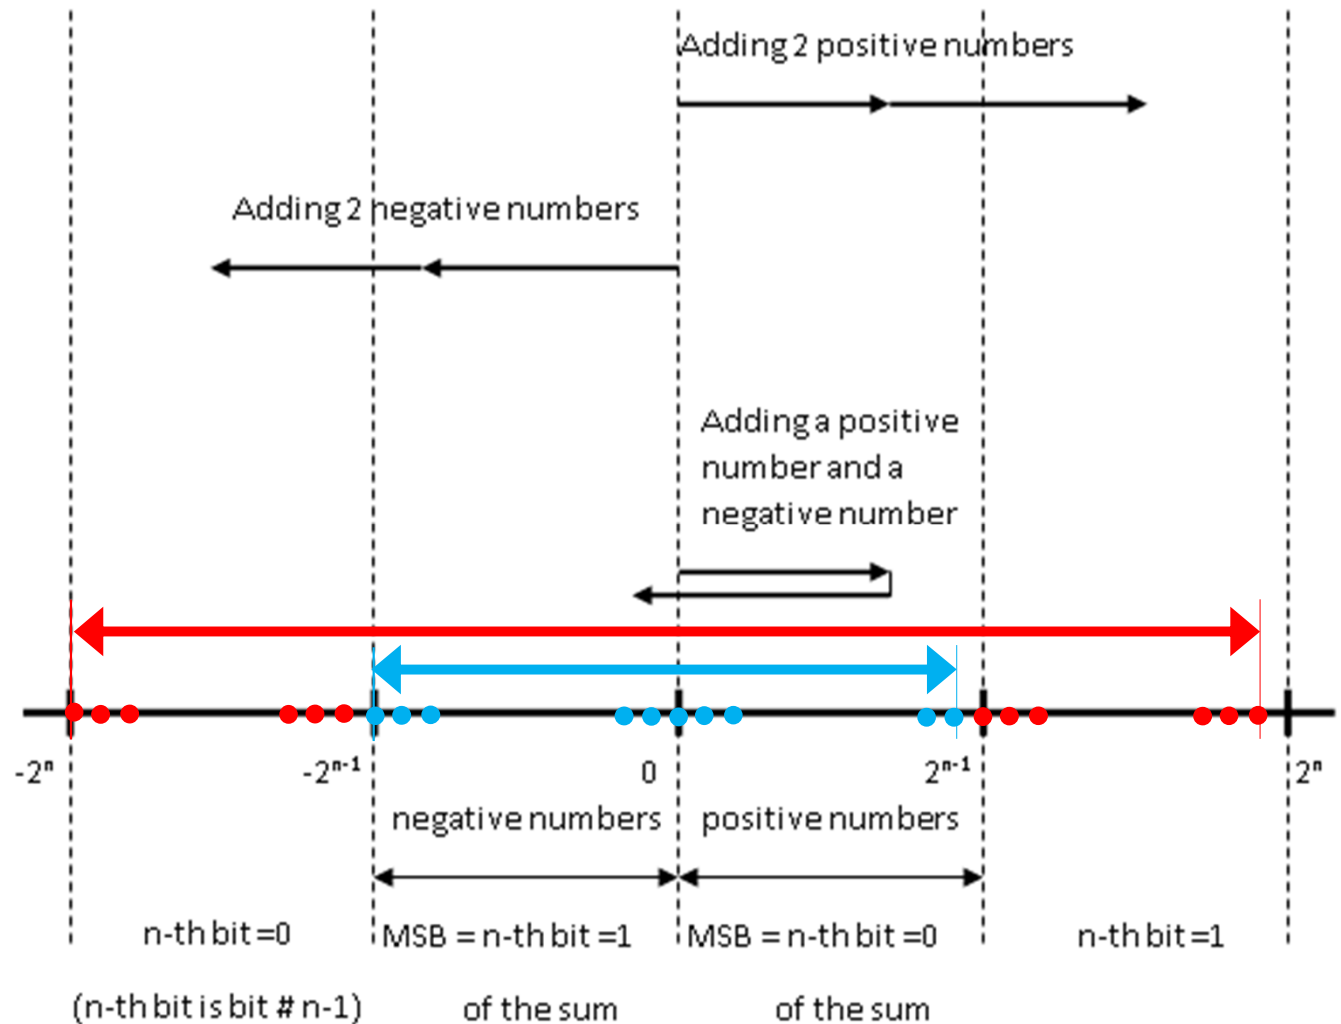 Adding 2 positive numbers
Adding 2 negative numbers
Adding a positive
number and a
negative number
-2ⁿ
-2ⁿ⁻¹
0
2ⁿ⁻¹
2ⁿ
negative numbers
positive numbers
n-th bit =0
MSB = n-th bit =1
MSB = n-th bit =0
n-th bit =1
(n-th bit is bit # n-1)
of the sum
of the sum